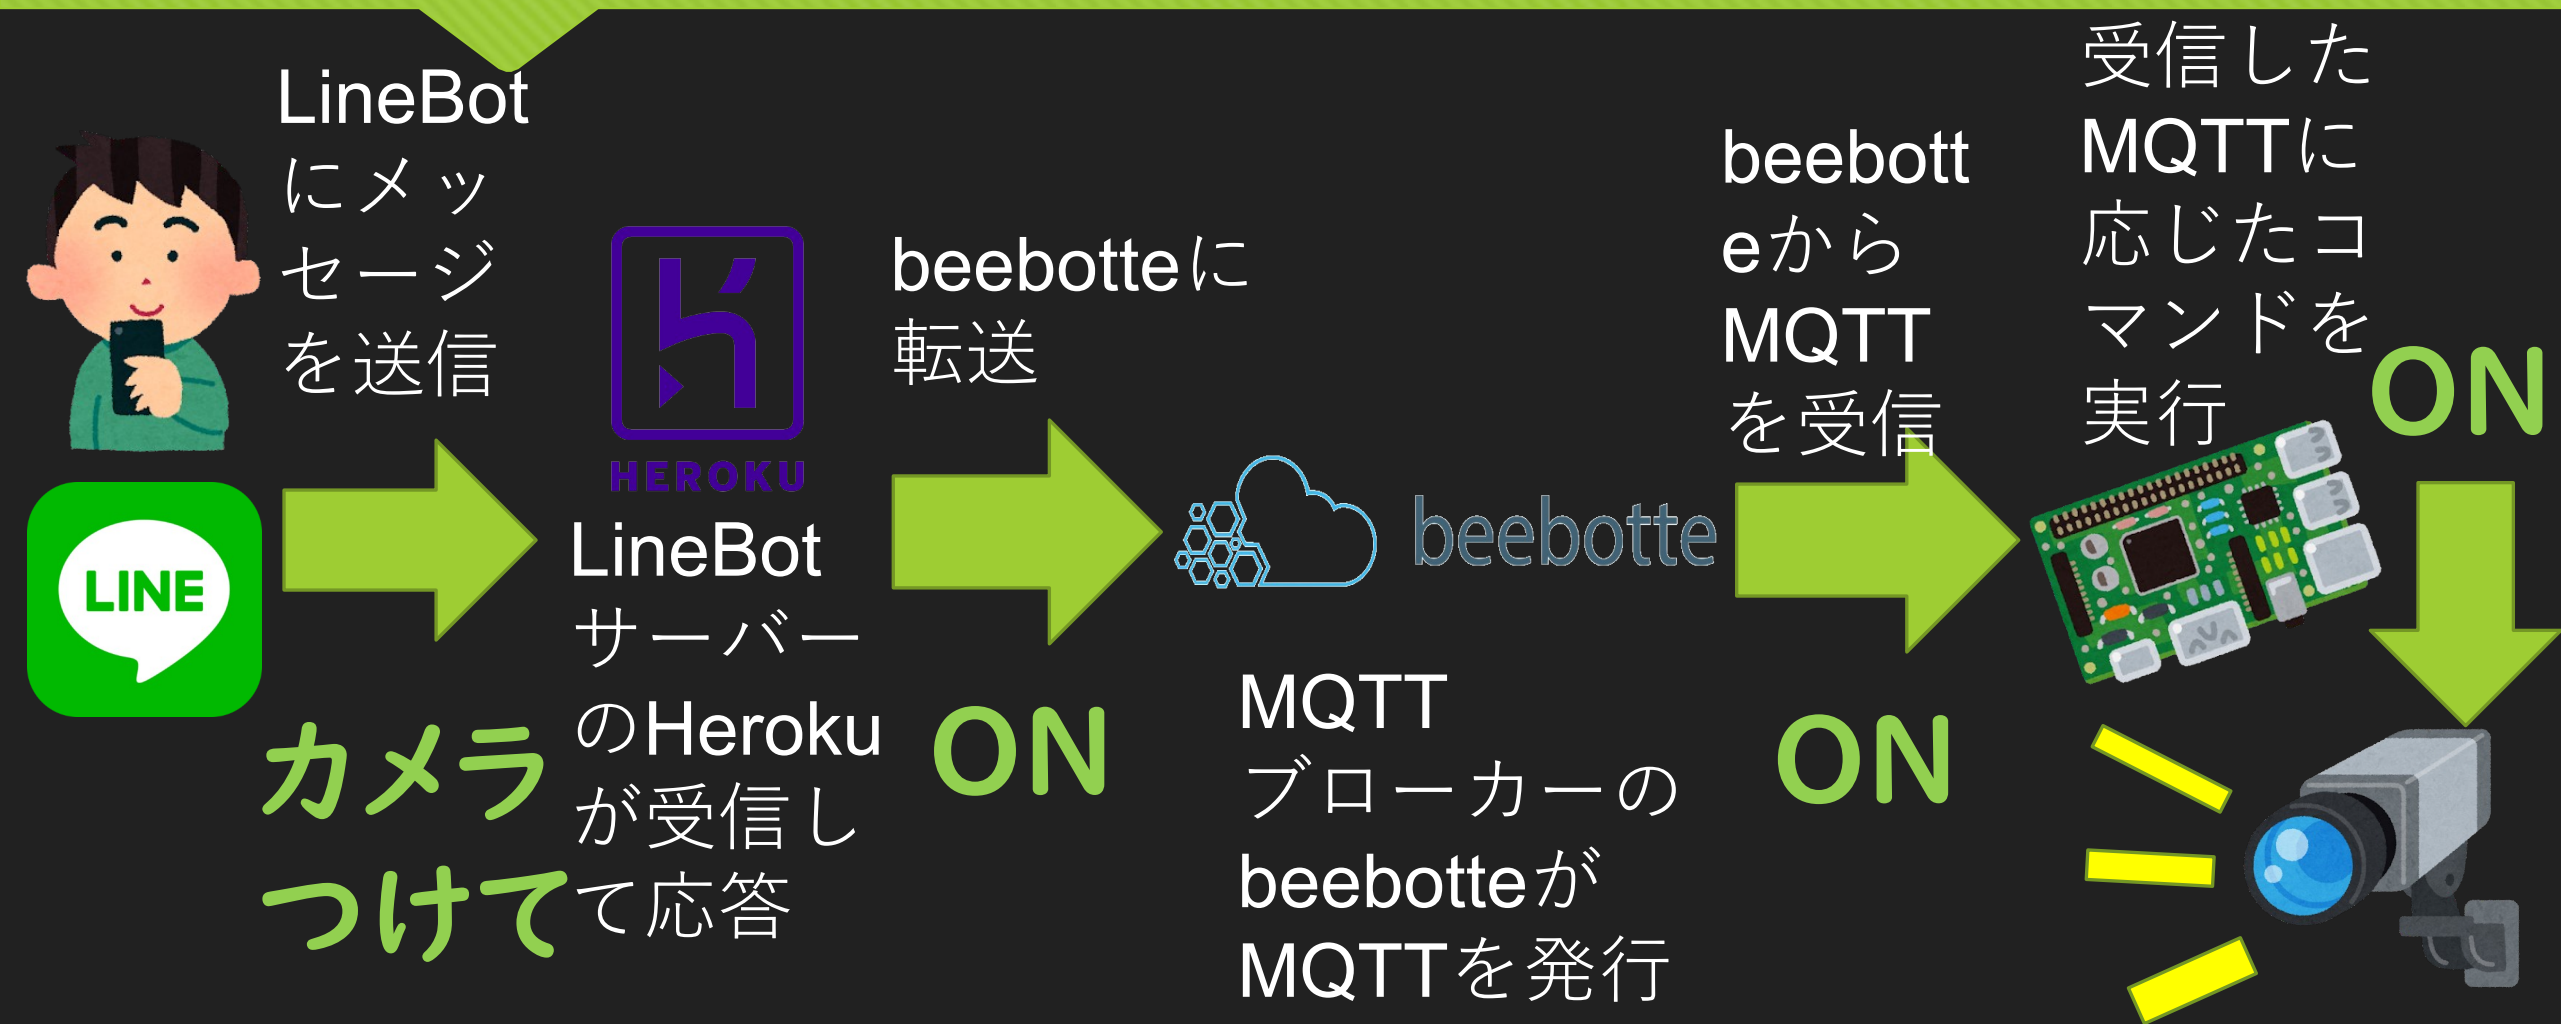 LineBot
にメッ
セージ
を送信
LINE
カメラ
つけて
HEROKU
LineBot
サーバー
のHeroku
が受信し
て応答
beebotteに
転送
ON
beebotte
MQTT
ブローカーの
beebotteが
MQTTを発行
beebott
eから
MQTT
を受信
ON
受信した
MQTTに
応じたコ
マンドを
実行
ON